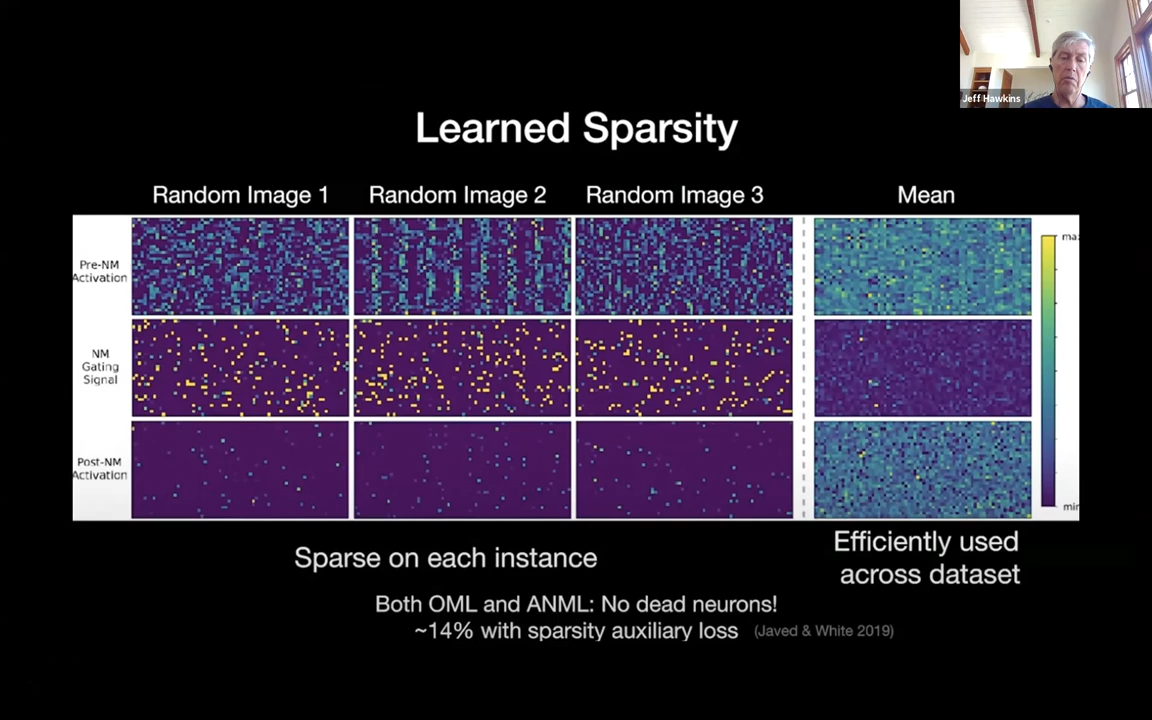 Jeff Hawkins
Learned Sparsity
Random Image 1
Random Image 2
Random Image 3
Mean
Pre-NM
Activation
NM
Gating
Signal
Post-NM
Activation
max
min
Sparse on each instance
Efficiently used
across dataset
Both OML and ANML: No dead neurons!
~14% with sparsity auxiliary loss (Javed & White 2019)